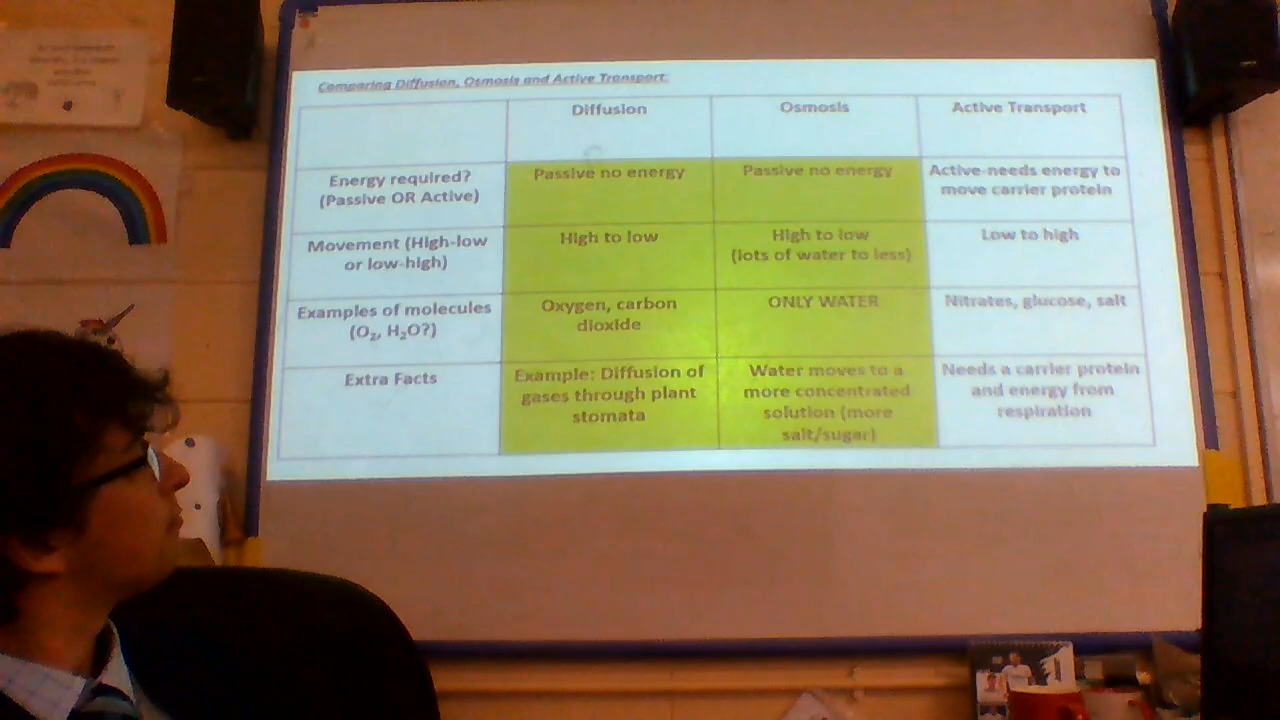 Comparing Diffusion, Osmosis and Active Transport.
Diffusion
Osmosis
Active Transport
Energy required?
(Passive OR Active)
Passive no energy
Passive no energy
Active-needs energy to
move carrier protein
Movement (High-low
or low-high)
High to low
High to low
(lots of water to less)
Low to high
Examples of molecules
(O₂, H₂O?)
Oxygen, carbon
dioxide
ONLY WATER
Nitrates, glucose, salt
Extra Facts
Example: Diffusion of
gases through plant
stomata
Water moves to a
more concentrated
solution (more
salt/sugar)
Needs a carrier protein
and energy from
respiration